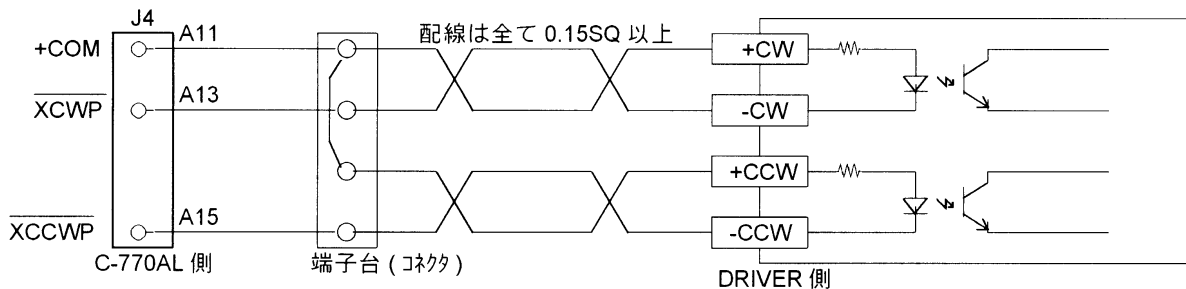 J4
+COM A11 配線は全て 0.15SQ 以上 +CW
XCWP A13 -CW
+CCW
XCCWP A15 -CCW
C-770AL 側 端子台 ( コネクタ ) DRIVER 側